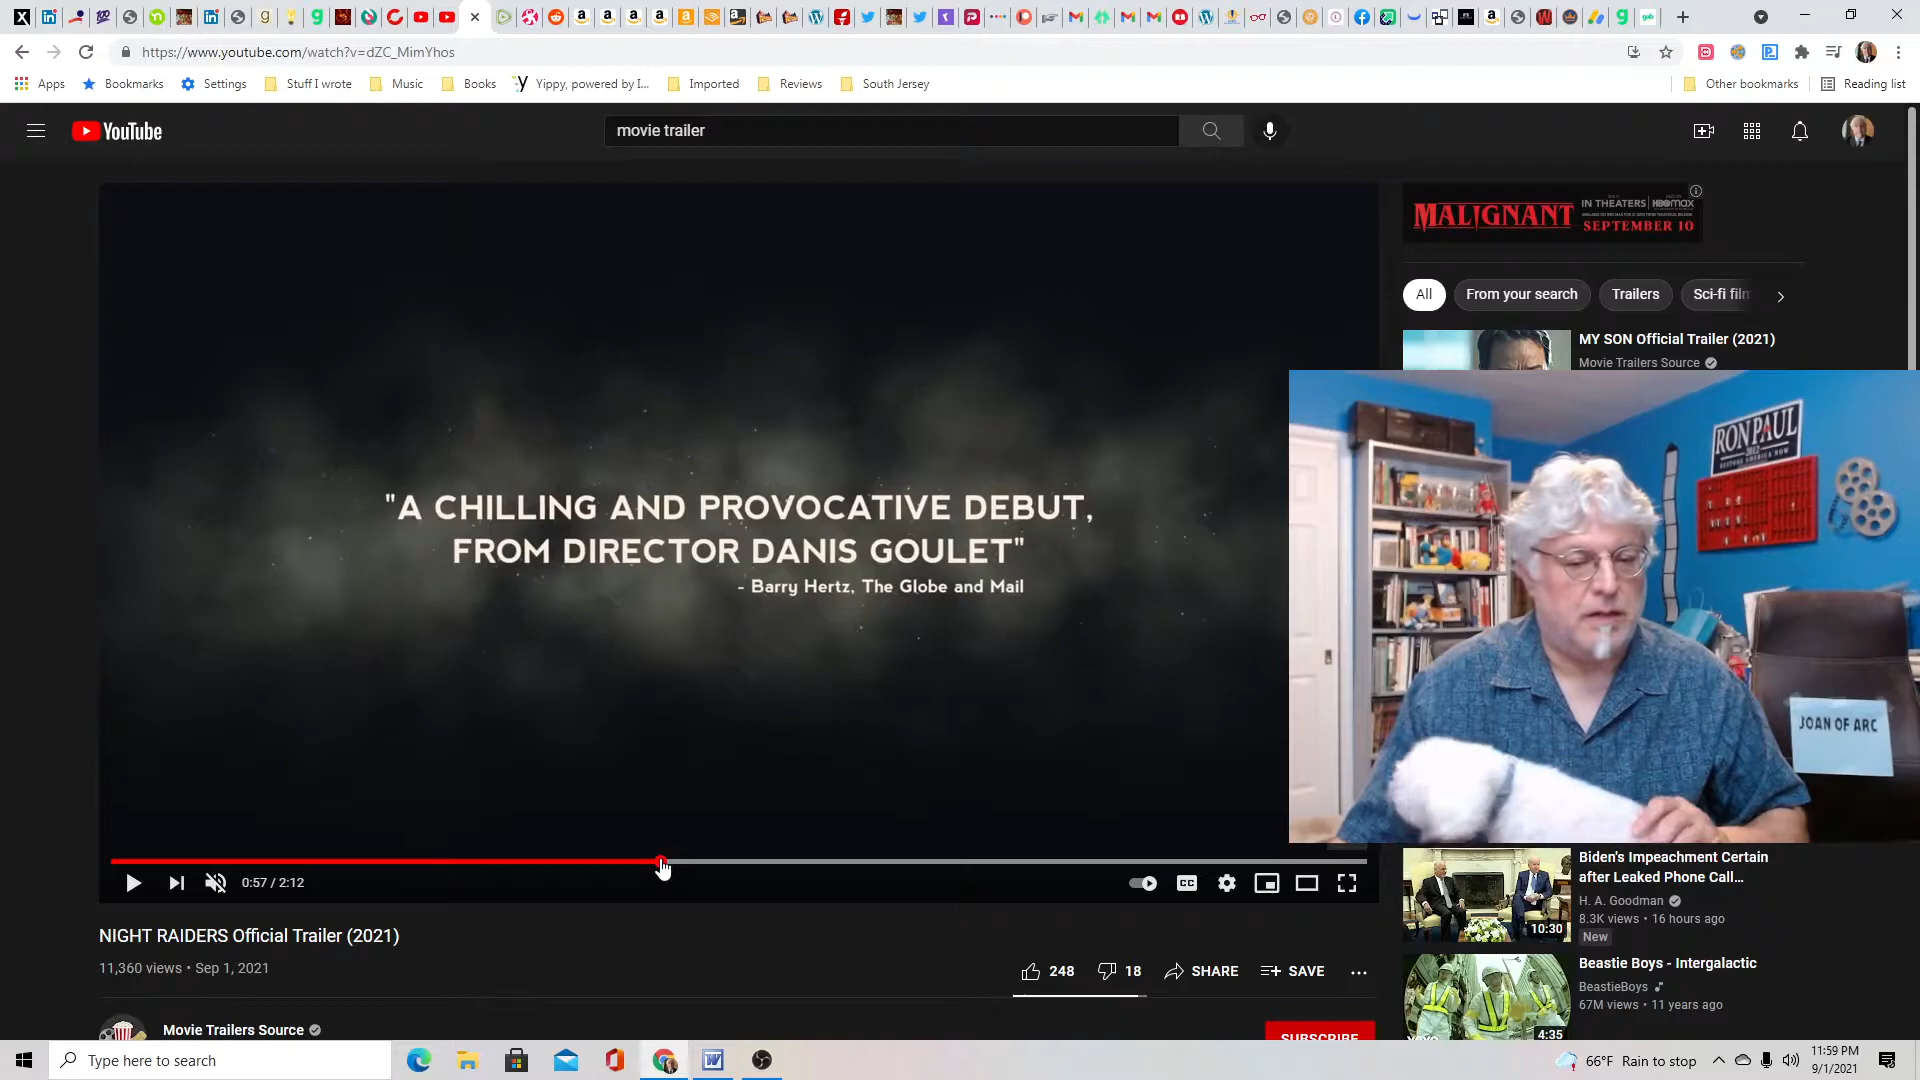 https://www.youtube.com/watch?v=dZC_MimYhos
Apps
Bookmarks
Settings
Stuff I wrote
Music
Books
Yippy, powered by I...
Imported
Reviews
South Jersey
Other bookmarks
Reading list
YouTube
movie trailer
MALIGNANT
IN THEATERS HBOMAX
SEPTEMBER 10
All
From your search
Trailers
Sci-fi film
MY SON Official Trailer (2021)
Movie Trailers Source
"A CHILLING AND PROVOCATIVE DEBUT,
FROM DIRECTOR DANIS GOULET"
- Barry Hertz, The Globe and Mail
RON PAUL
2012
RESTORE AMERICA NOW
JOAN OF ARC
0:57 / 2:12
CC
NIGHT RAIDERS Official Trailer (2021)
11,360 views • Sep 1, 2021
248
18
SHARE
SAVE
Movie Trailers Source
SUBSCRIBE
Biden's Impeachment Certain
after Leaked Phone Call...
H. A. Goodman
8.3K views • 16 hours ago
New
10:30
Beastie Boys - Intergalactic
BeastieBoys
67M views • 11 years ago
4:35
Type here to search
66°F Rain to stop
11:59 PM
9/1/2021